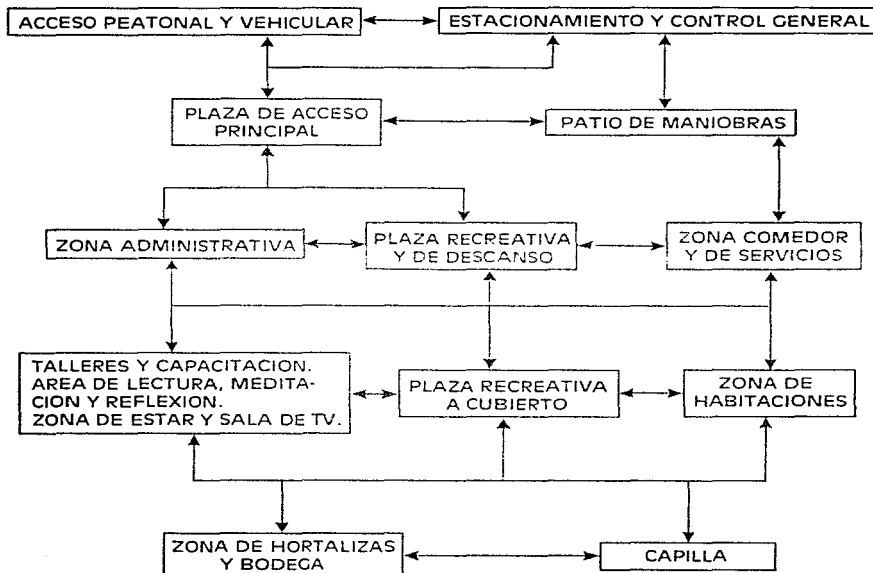 ACCESO PEATONAL Y VEHICULAR
ESTACIONAMIENTO Y CONTROL GENERAL
PLAZA DE ACCESO
PRINCIPAL
PATIO DE MANIOBRAS
ZONA ADMINISTRATIVA
PLAZA RECREATIVA
Y DE DESCANSO
ZONA COMEDOR
Y DE SERVICIOS
TALLERES Y CAPACITACION.
AREA DE LECTURA, MEDITA-
CION Y REFLEXION.
ZONA DE ESTAR Y SALA DE TV.
PLAZA RECREATIVA
A CUBIERTO
ZONA DE
HABITACIONES
ZONA DE HORTALIZAS
Y BODEGA
CAPILLA